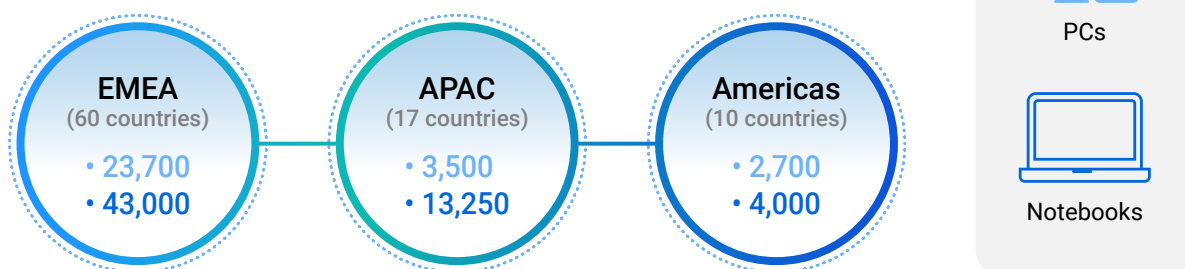 EMEA
(60 countries)
• 23,700
• 43,000
APAC
(17 countries)
• 3,500
• 13,250
Americas
(10 countries)
• 2,700
• 4,000
PCs
Notebooks